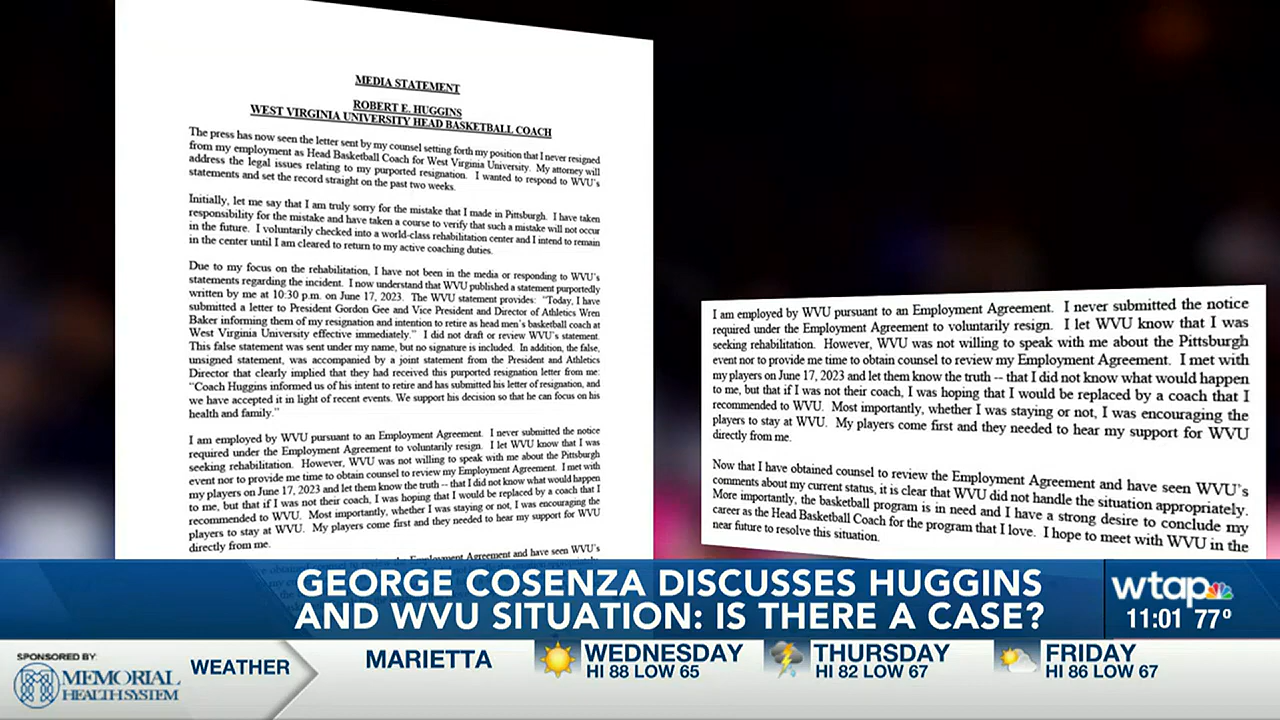 MEDIA STATEMENT
ROBERT E. HUGGINS
WEST VIRGINIA UNIVERSITY HEAD BASKETBALL COACH
The press has now seen the letter sent by my counsel setting forth my position that I never resigned
from my employment as Head Basketball Coach for West Virginia University. My attorney will
address the legal issues relating to my purported resignation. I wanted to respond to WVU's
statements and set the record straight on the past two weeks.
Initially, let me say that I am truly sorry for the mistake that I made in Pittsburgh. I have taken
responsibility for the mistake and have taken a course to verify that such a mistake will not occur
in the future. I voluntarily checked into a world-class rehabilitation center and I intend to remain
in the center until I am cleared to return to my active coaching duties.
Due to my focus on the rehabilitation, I have not been in the media or responding to WVU's
statements regarding the incident. I now understand that WVU published a statement purportedly
written by me at 10:30 p.m. on June 17, 2023. The WVU statement provides: "Today, I have
submitted a letter to President Gordon Gee and Vice President and Director of Athletics Wren
Baker informing them of my resignation and intention to retire as head men's basketball coach at
West Virginia University effective immediately." I did not draft or review WVU's statement.
This false statement was sent under my name, but no signature is included. In addition, the false,
unsigned statement, was accompanied by a joint statement from the President and Athletics
Director that clearly implied that they had received this purported resignation letter from me:
"Coach Huggins informed us of his intent to retire and has submitted his letter of resignation, and
we have accepted it in light of recent events. We support his decision so that he can focus on his
health and family."
I am employed by WVU pursuant to an Employment Agreement. I never submitted the notice
required under the Employment Agreement to voluntarily resign. I let WVU know that I was
seeking rehabilitation. However, WVU was not willing to speak with me about the Pittsburgh
event nor to provide me time to obtain counsel to review my Employment Agreement. I met with
my players on June 17, 2023 and let them know the truth -- that I did not know what would happen
to me, but that if I was not their coach, I was hoping that I would be replaced by a coach that I
recommended to WVU. Most importantly, whether I was staying or not, I was encouraging the
players to stay at WVU. My players come first and they needed to hear my support for WVU
directly from me.
Employment Agreement and have seen WVU's
I am employed by WVU pursuant to an Employment Agreement. I never submitted the notice
required under the Employment Agreement to voluntarily resign. I let WVU know that I was
seeking rehabilitation. However, WVU was not willing to speak with me about the Pittsburgh
event nor to provide me time to obtain counsel to review my Employment Agreement. I met with
my players on June 17, 2023 and let them know the truth -- that I did not know what would happen
to me, but that if I was not their coach, I was hoping that I would be replaced by a coach that I
recommended to WVU. Most importantly, whether I was staying or not, I was encouraging the
players to stay at WVU. My players come first and they needed to hear my support for WVU
directly from me.
Now that I have obtained counsel to review the Employment Agreement and have seen WVU's
comments about my current status, it is clear that WVU did not handle the situation appropriately.
More importantly, the basketball program is in need and I have a strong desire to conclude my
career as the Head Basketball Coach for the program that I love. I hope to meet with WVU in the
near future to resolve this situation.
GEORGE COSENZA DISCUSSES HUGGINS
AND WVU SITUATION: IS THERE A CASE?
wtap
11:01 77°
SPONSORED BY:
MEMORIAL
HEALTH SYSTEM
WEATHER
MARIETTA
WEDNESDAY
HI 88 LOW 65
THURSDAY
HI 82 LOW 67
FRIDAY
HI 86 LOW 67